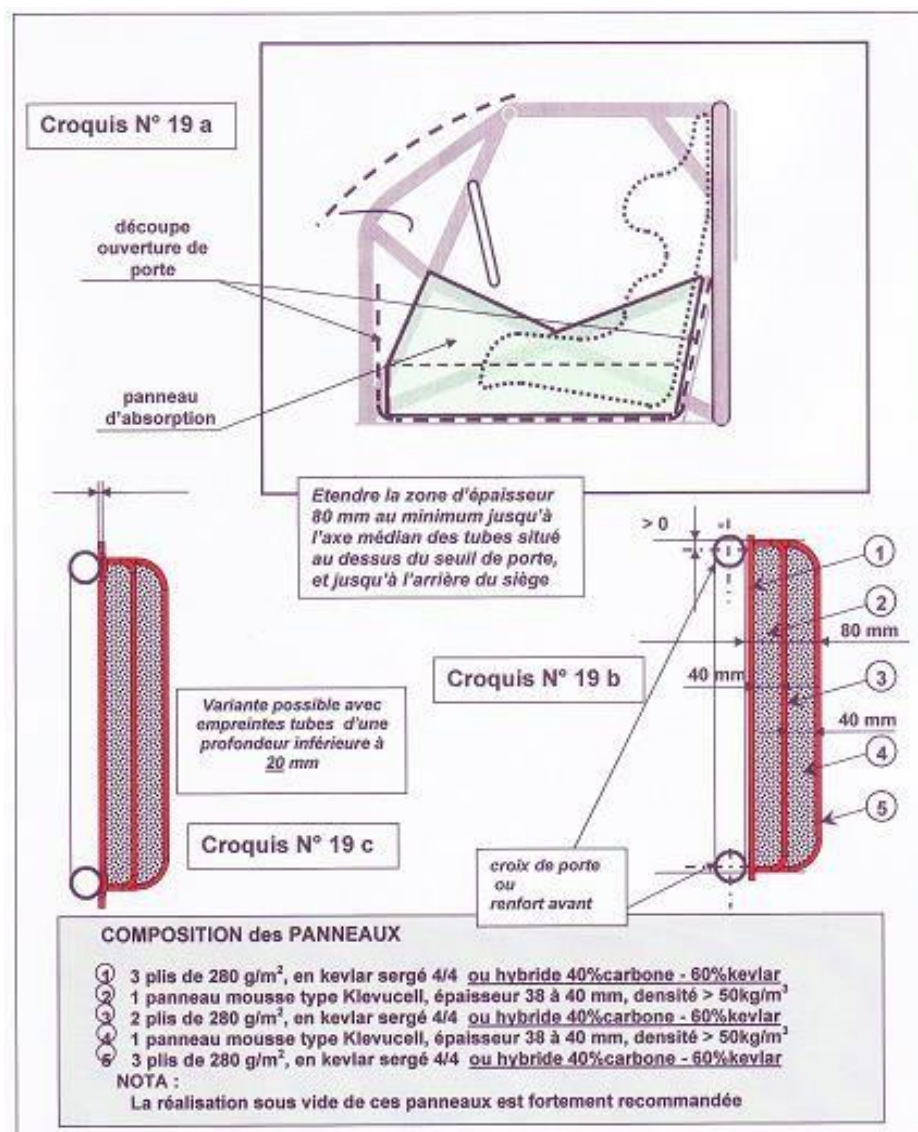 Croquis N° 19 a
découpe
ouverture de
porte
panneau
d'absorption
Etendre la zone d'épaisseur
80 mm au minimum jusqu'à
l'axe médian des tubes situé
au dessus du seuil de porte,
et jusqu'à l'arrière du siège
> 0
1
2
80 mm
40 mm
3
Croquis N° 19 b
40 mm
4
5
Variante possible avec
empreintes tubes d'une
profondeur inférieure à
20 mm
Croquis N° 19 c
croix de porte
ou
renfort avant
COMPOSITION des PANNEAUX
1 3 plis de 280 g/m², en kevlar sergé 4/4 ou hybride 40%carbone - 60%kevlar
2 1 panneau mousse type Klevucell, épaisseur 38 à 40 mm, densité > 50kg/m³
3 2 plis de 280 g/m², en kevlar sergé 4/4 ou hybride 40%carbone - 60%kevlar
4 1 panneau mousse type Klevucell, épaisseur 38 à 40 mm, densité > 50kg/m³
5 3 plis de 280 g/m², en kevlar sergé 4/4 ou hybride 40%carbone - 60%kevlar
NOTA :
La réalisation sous vide de ces panneaux est fortement recommandée